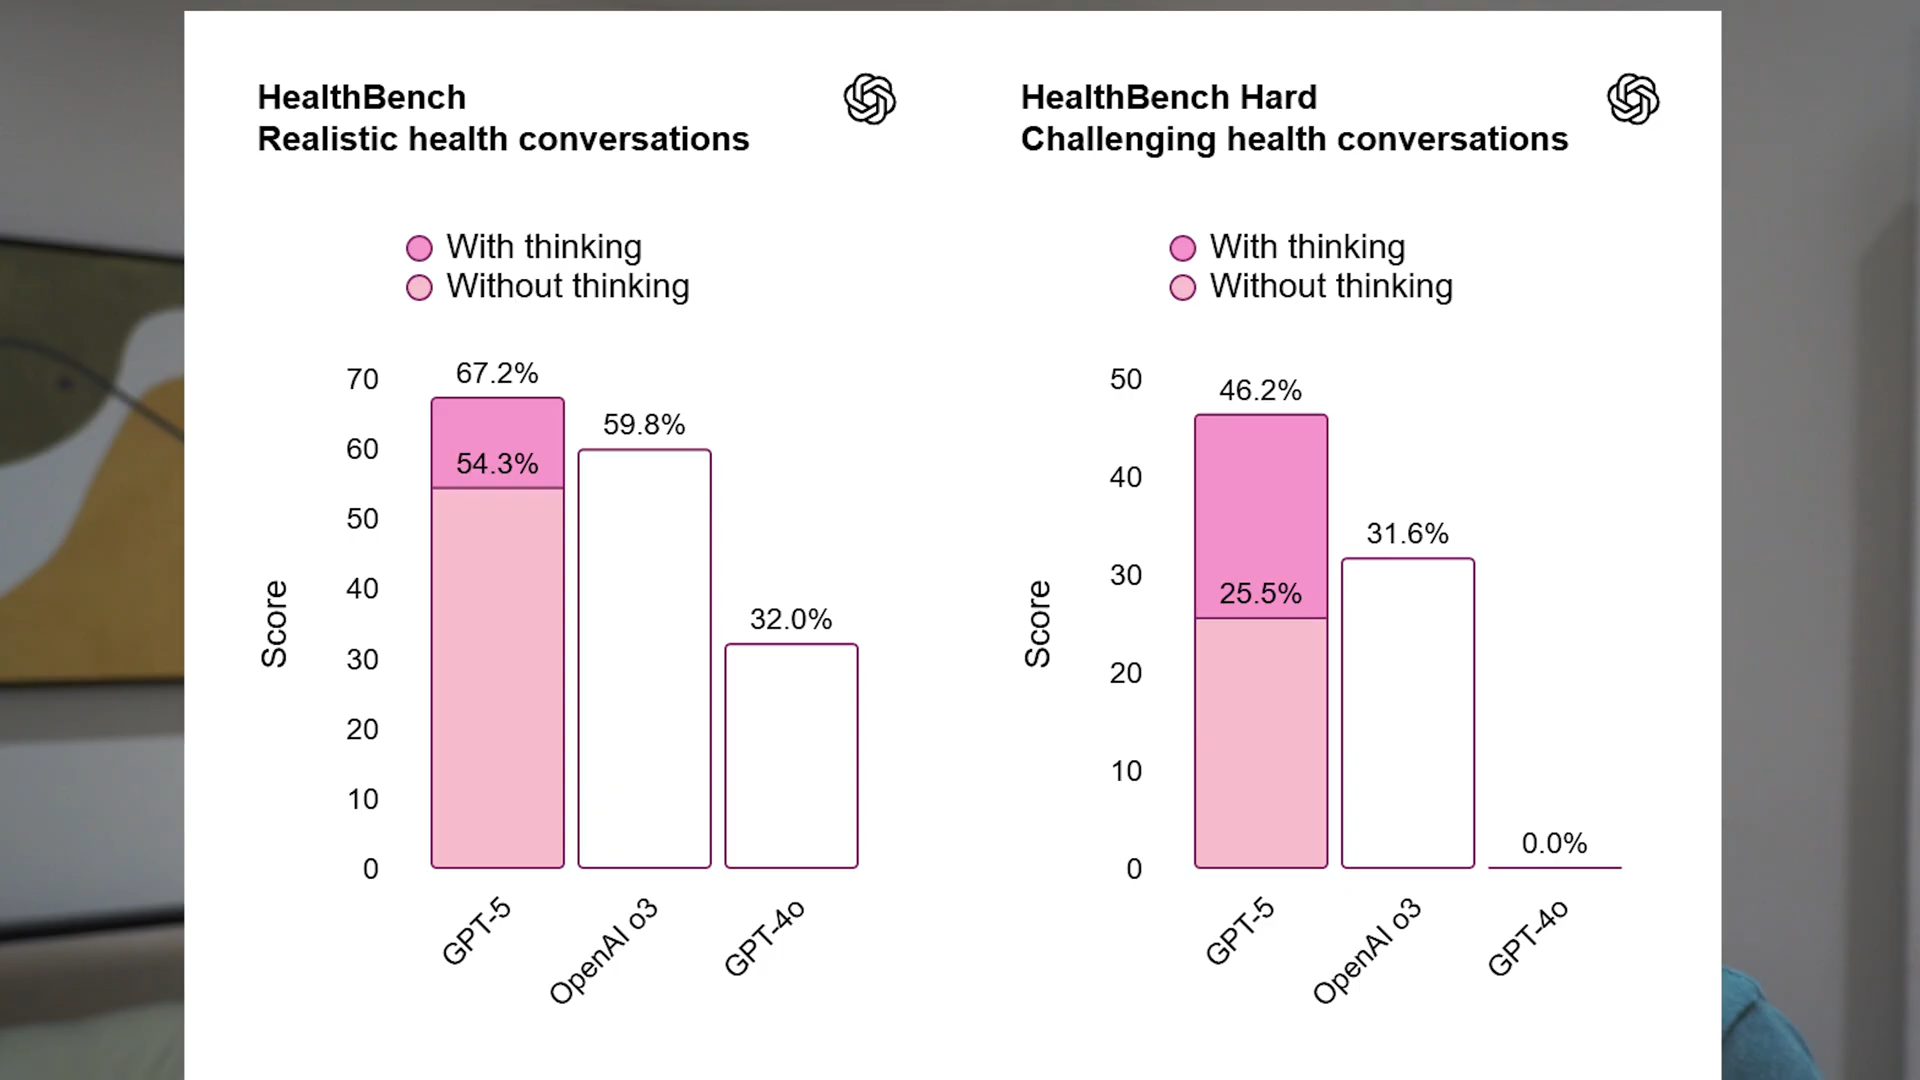 HealthBench
Realistic health conversations
With thinking
Without thinking
Score
70
60
50
40
30
20
10
0
67.2%
54.3%
59.8%
32.0%
GPT-5
OpenAI o3
GPT-4o
HealthBench Hard
Challenging health conversations
With thinking
Without thinking
Score
50
40
30
20
10
0
46.2%
25.5%
31.6%
0.0%
GPT-5
OpenAI o3
GPT-4o